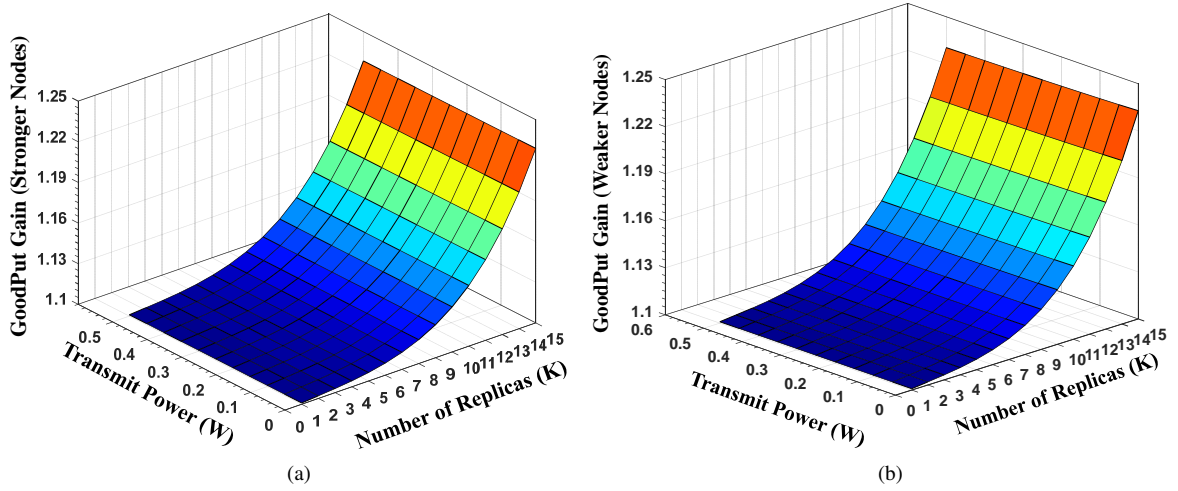 GoodPut Gain (Stronger Nodes)
1.25
1.22
1.19
1.16
1.13
1.1
0.5
0.4
0.3
0.2
0.1
0
Transmit Power (W)
0 1 2 3 4 5 6 7 8 9 10 11 12 13 14 15
Number of Replicas (K)
(a)
GoodPut Gain (Weaker Nodes)
1.25
1.22
1.19
1.16
1.13
1.1
0.6
0.5
0.4
0.3
0.2
0.1
0
Transmit Power (W)
0 1 2 3 4 5 6 7 8 9 10 11 12 13 14 15
Number of Replicas (K)
(b)